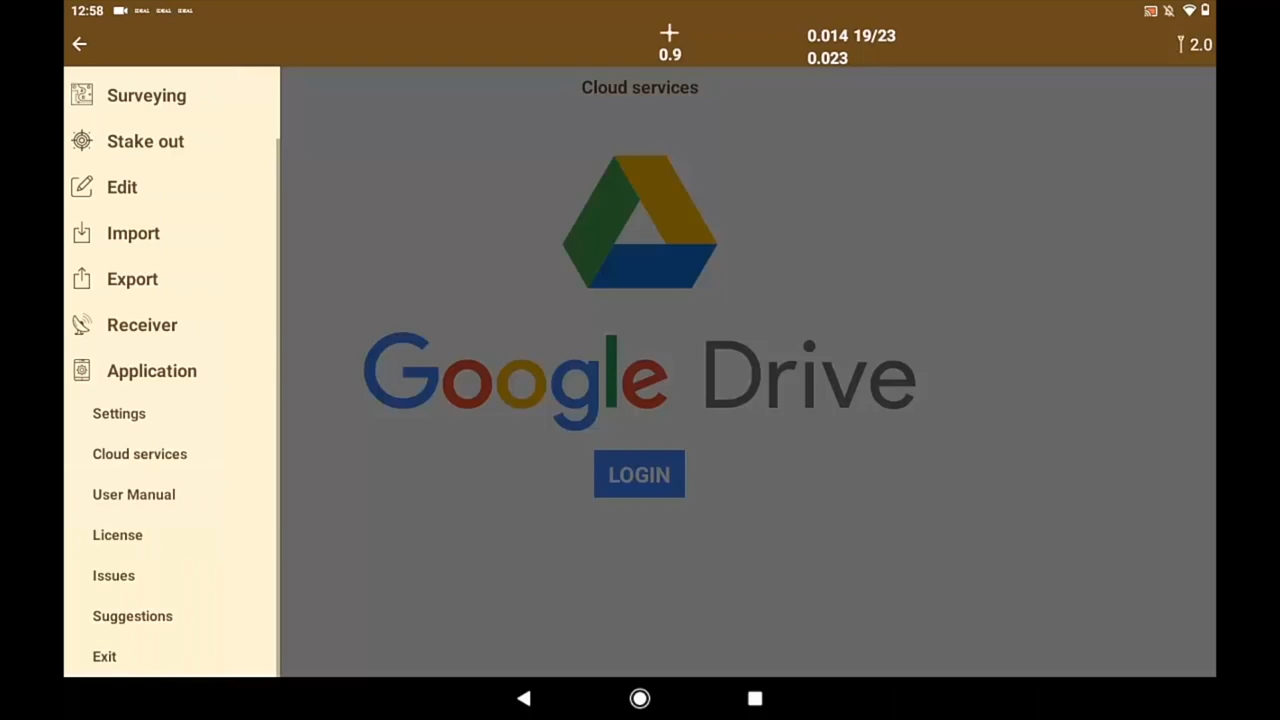 12:58
0.9
0.014 19/23
0.023
2.0
Surveying
Stake out
Edit
Import
Export
Receiver
Application
Settings
Cloud services
User Manual
License
Issues
Suggestions
Exit
Cloud services
Google Drive
LOGIN